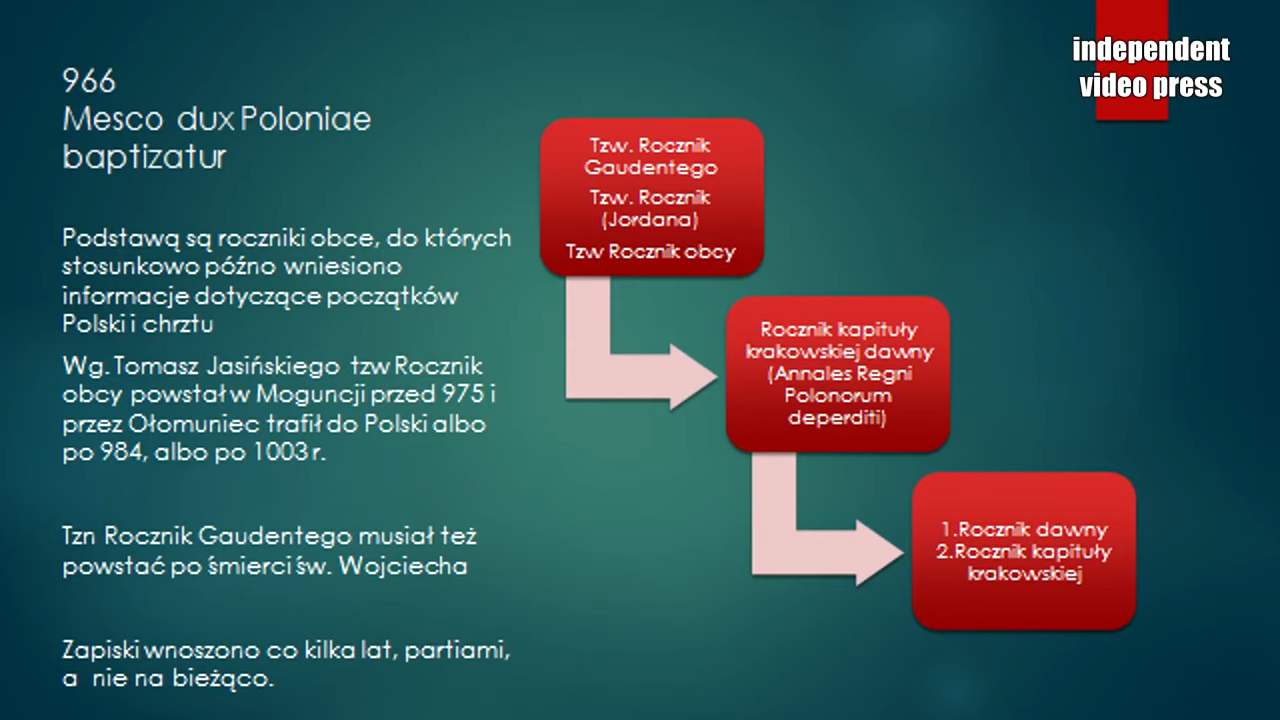 966
Mesco dux Poloniae
baptizatur
Podstawą są roczniki obce, do których
stosunkowo późno wniesiono
informacje dotyczące początków
Polski i chrztu
Wg. Tomasz Jasińskiego tzw Rocznik
obcy powstał w Moguncji przed 975 i
przez Ołomuniec trafił do Polski albo
po 984, albo po 1003 r.
Tzn Rocznik Gaudentego musiał też
powstać po śmierci św. Wojciecha
Zapiski wnoszono co kilka lat, partiami,
a nie na bieżąco.
Tzw. Rocznik
Gaudentego
Tzw. Rocznik
(Jordana)
Tzw Rocznik obcy
Rocznik kapituły
krakowskiej dawny
(Annales Regni
Polonorum
deperditi)
1.Rocznik dawny
2.Rocznik kapituły
krakowskiej
independent
video press